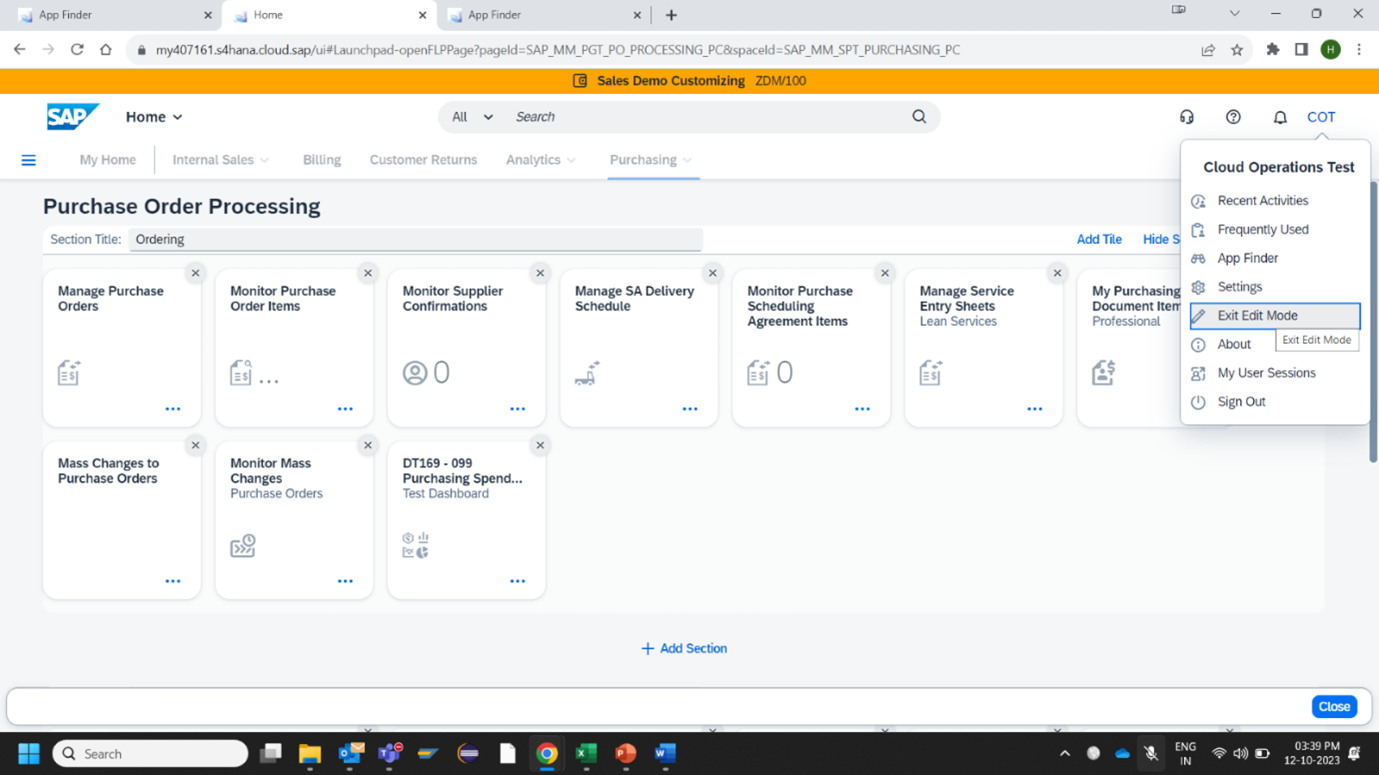 App Finder
Home
App Finder
my407161.s4hana.cloud.sap/ui#Launchpad-openFLPPage?pageId=SAP_MM_PGT_PO_PROCESSING_PC&spaceId=SAP_MM_SPT_PURCHASING_PC
H
Sales Demo Customizing ZDM/100
SAP
Home
All
Search
COT
My Home
Internal Sales
Billing
Customer Returns
Analytics
Purchasing
Cloud Operations Test
Recent Activities
Frequently Used
App Finder
Settings
Exit Edit Mode
Exit Edit Mode
About
My User Sessions
Sign Out
Purchase Order Processing
Section Title: Ordering
Add Tile
Hide S
Manage Purchase
Orders
Monitor Purchase
Order Items
...
Monitor Supplier
Confirmations
0
Manage SA Delivery
Schedule
Monitor Purchase
Scheduling
Agreement Items
0
Manage Service
Entry Sheets
Lean Services
My Purchasing
Document Item
Professional
Mass Changes to
Purchase Orders
Monitor Mass
Changes
Purchase Orders
DT169 - 099
Purchasing Spend...
Test Dashboard
Add Section
Close
Search
ENG
IN
03:39 PM
12-10-2023